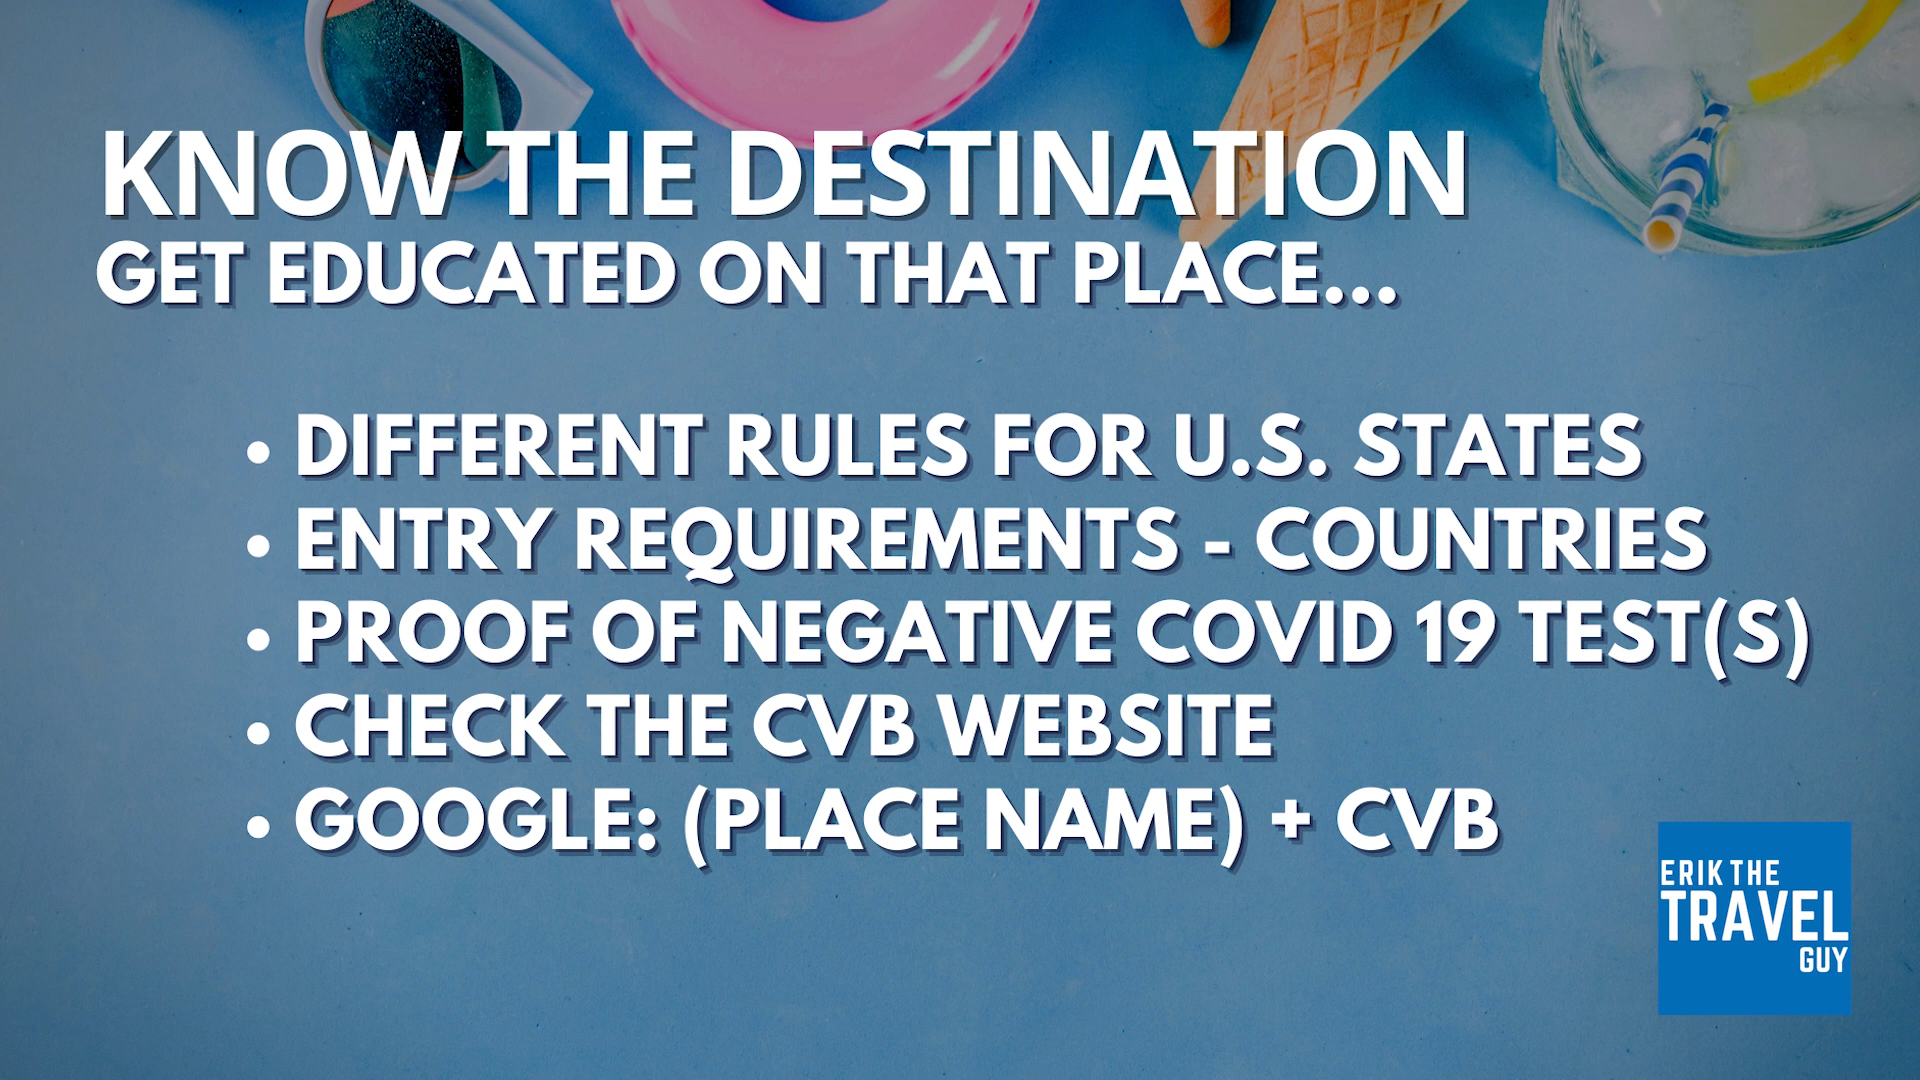 KNOW THE DESTINATION
GET EDUCATED ON THAT PLACE...
• DIFFERENT RULES FOR U.S. STATES
• ENTRY REQUIREMENTS - COUNTRIES
• PROOF OF NEGATIVE COVID 19 TEST(S)
• CHECK THE CVB WEBSITE
• GOOGLE: (PLACE NAME) + CVB
ERIK THE
TRAVEL
GUY